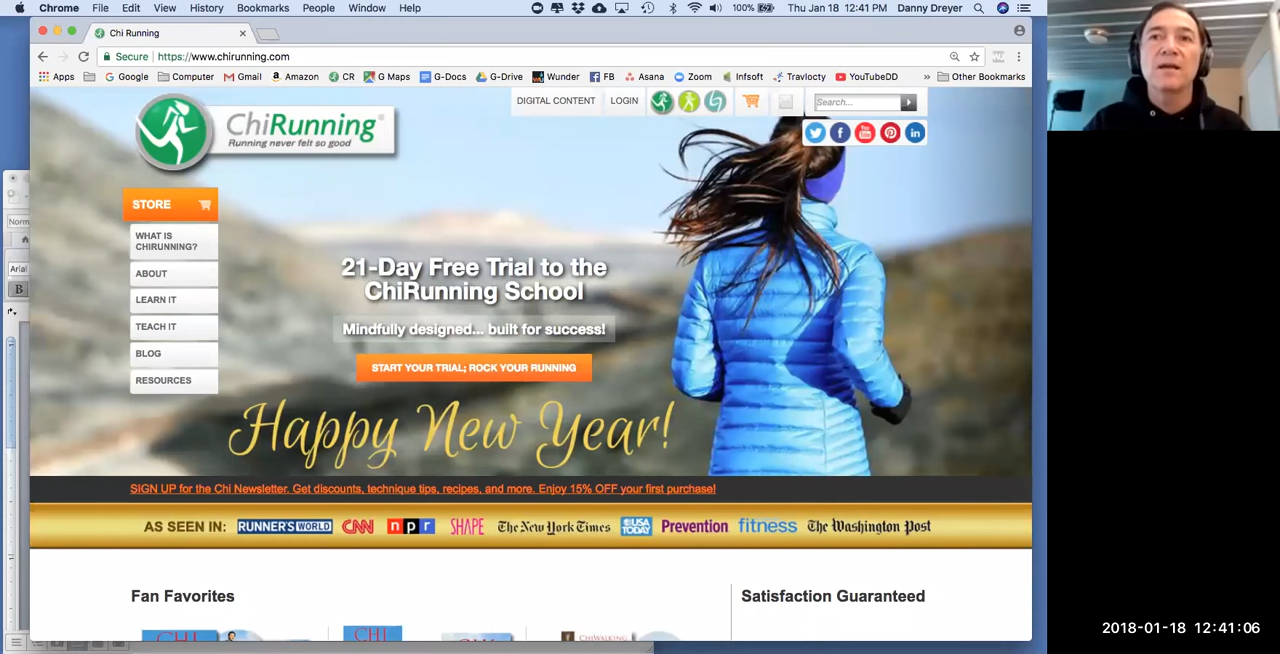 Chrome File Edit View History Bookmarks People Window Help 100% Thu Jan 18 12:41 PM Danny Dreyer
Chi Running
Secure https://www.chirunning.com
Apps Google Computer Gmail Amazon CR G Maps G-Docs G-Drive Wunder FB Asana Zoom Infsoft Travlocty YouTubeDD » Other Bookmarks
DIGITAL CONTENT LOGIN Search...
ChiRunning®
Running never felt so good
STORE
WHAT IS
CHIRUNNING?
ABOUT
LEARN IT
TEACH IT
BLOG
RESOURCES
21-Day Free Trial to the
ChiRunning School
Mindfully designed... built for success!
START YOUR TRIAL; ROCK YOUR RUNNING
Happy New Year!
SIGN UP for the Chi Newsletter. Get discounts, technique tips, recipes, and more. Enjoy 15% OFF your first purchase!
AS SEEN IN: RUNNER'S WORLD CNN npr SHAPE The New York Times USA TODAY Prevention fitness The Washington Post
Fan Favorites
Satisfaction Guaranteed
CHI
CHI
CHIWALKING
Norm
Arial
B
2018-01-18 12:41:06